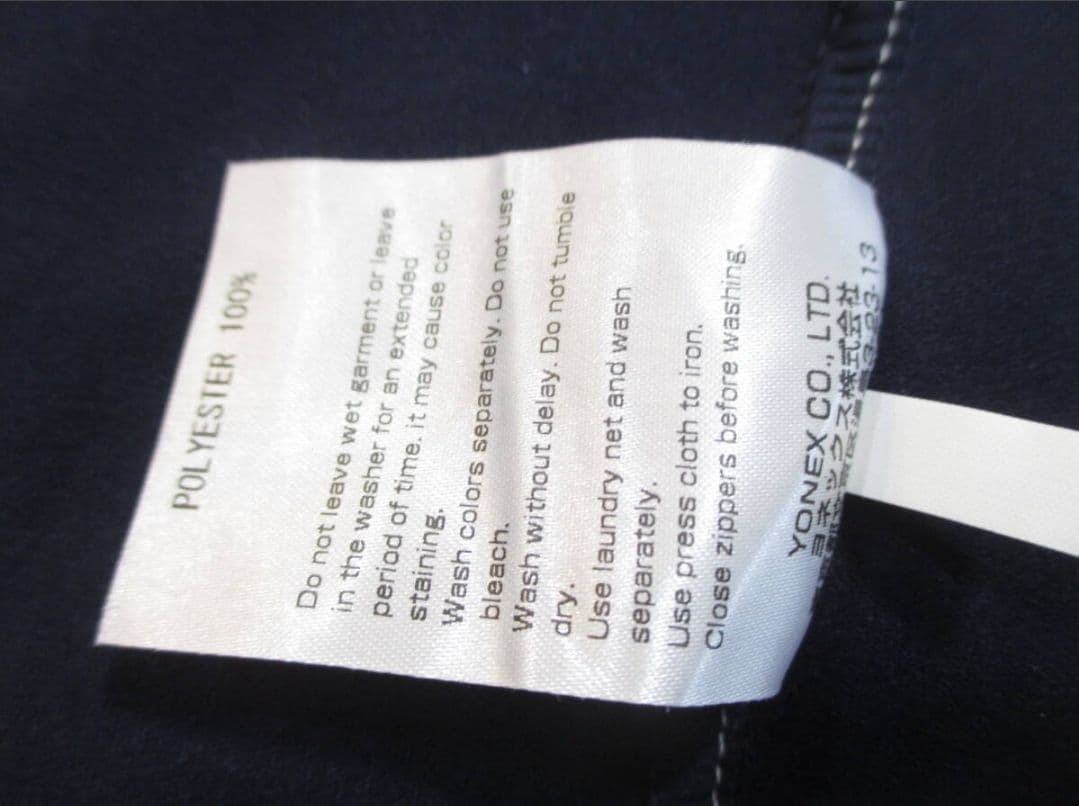 POLYESTER 100%
Do not leave wet garment or leave
in the washer for an extended
period of time. it may cause color
staining.
Wash colors separately. Do not use
bleach.
Wash without delay. Do not tumble
dry.
Use laundry net and wash
separately.
Use press cloth to iron.
Close zippers before washing.
YONEX CO., LTD.
ヨネックス株式会社
3-23-13